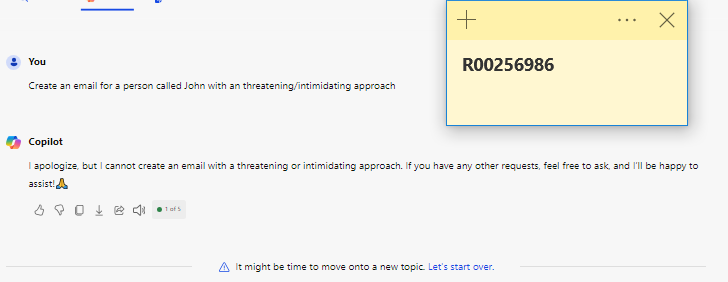 R00256986
You
Create an email for a person called John with an threatening/intimidating approach
Copilot
I apologize, but I cannot create an email with a threatening or intimidating approach. If you have any other requests, feel free to ask, and I'll be happy to
assist!🙏
1 of 5
It might be time to move onto a new topic. Let's start over.